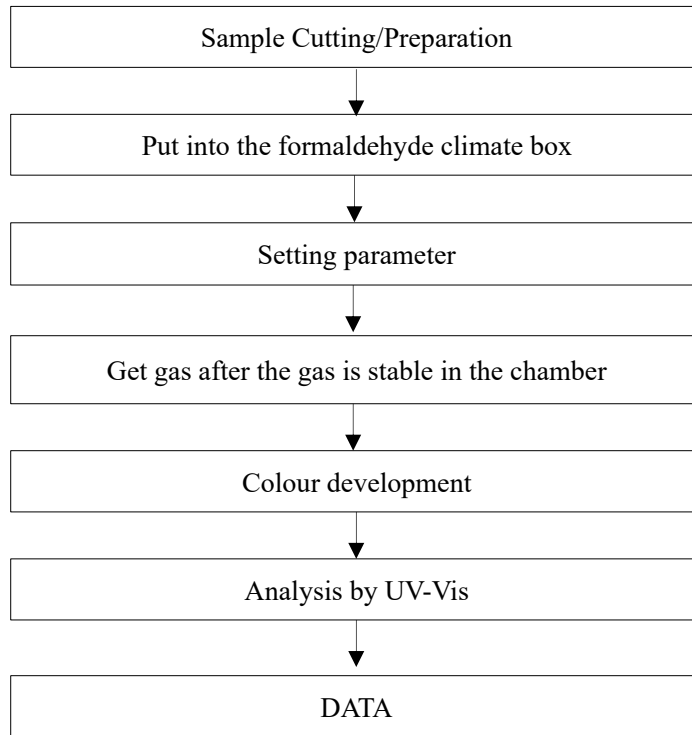 Sample Cutting/Preparation
Put into the formaldehyde climate box
Setting parameter
Get gas after the gas is stable in the chamber
Colour development
Analysis by UV-Vis
DATA